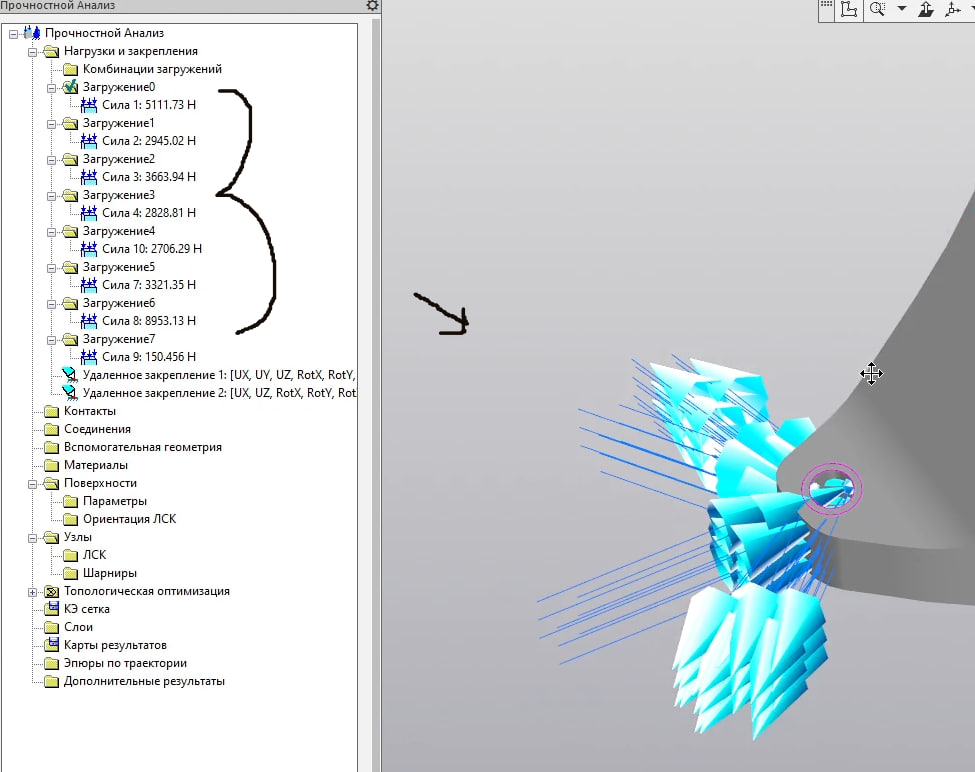 Прочностной Анализ
Прочностной Анализ
Нагрузки и закрепления
Комбинации загружений
Загружение0
Сила 1: 5111.73 Н
Загружение1
Сила 2: 2945.02 Н
Загружение2
Сила 3: 3663.94 Н
Загружение3
Сила 4: 2828.81 Н
Загружение4
Сила 10: 2706.29 Н
Загружение5
Сила 7: 3321.35 Н
Загружение6
Сила 8: 8953.13 Н
Загружение7
Сила 9: 150.456 Н
Удаленное закрепление 1: [UX, UY, UZ, RotX, RotY,
Удаленное закрепление 2: [UX, UZ, RotX, RotY, Rot
Контакты
Соединения
Вспомогательная геометрия
Материалы
Поверхности
Параметры
Ориентация ЛСК
Узлы
ЛСК
Шарниры
Топологическая оптимизация
КЭ сетка
Слои
Карты результатов
Эпюры по траектории
Дополнительные результаты